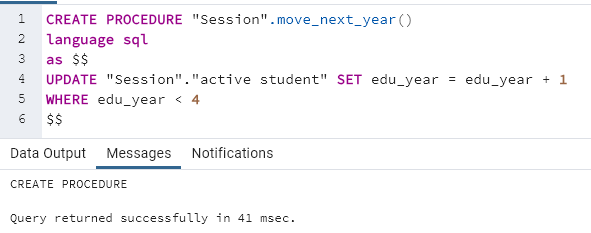 1 CREATE PROCEDURE "Session".move_next_year()
2 language sql
3 as $$
4 UPDATE "Session"."active student" SET edu_year = edu_year + 1
5 WHERE edu_year < 4
6 $$
Data Output Messages Notifications
CREATE PROCEDURE
Query returned successfully in 41 msec.